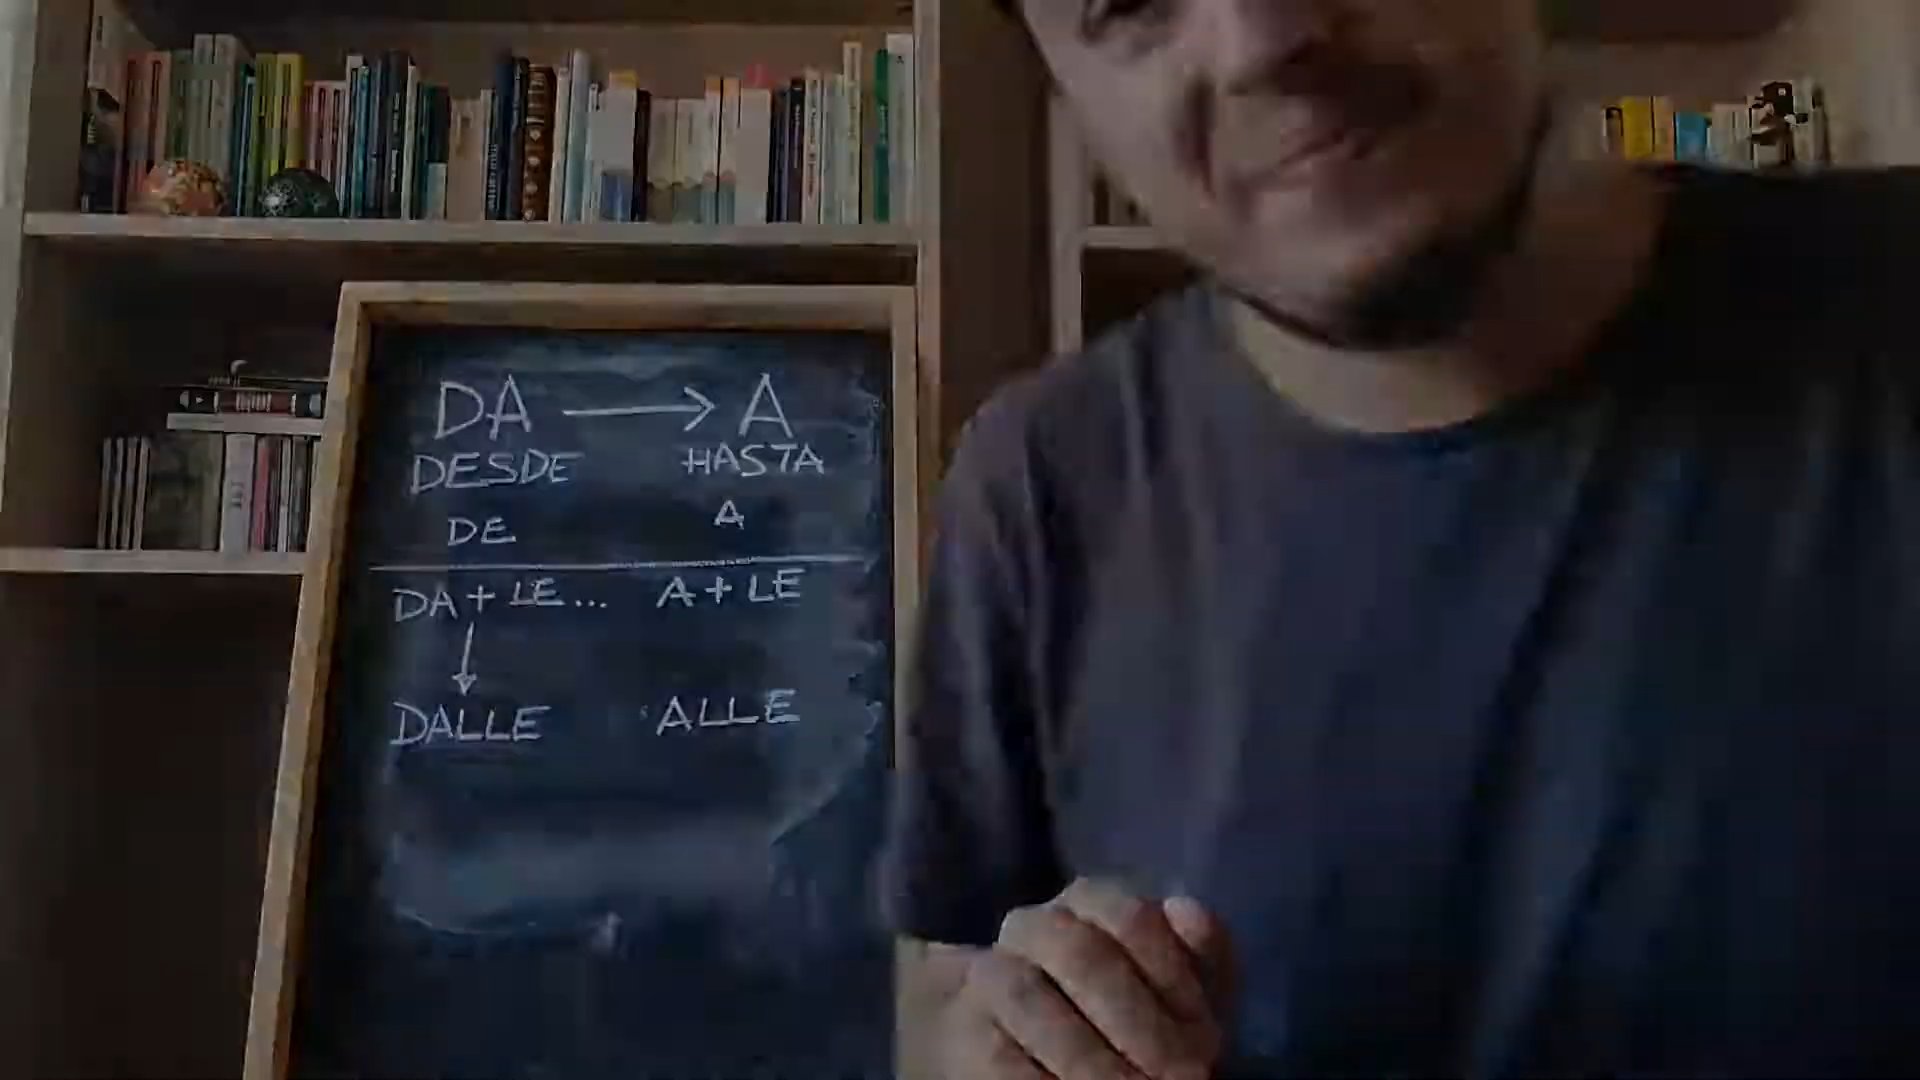 DA → A
DESDE HASTA
DE A
DA + LE... A + LE
↓
DALLE ALLE